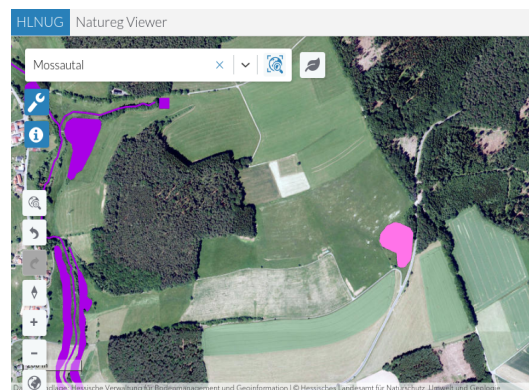 HLNUG Natureg Viewer
Mossautal
Hessische Verwaltung für Bodenmanagement und Geoinformation | © Hessisches Landesamt für Naturschutz, Umwelt und Geologie